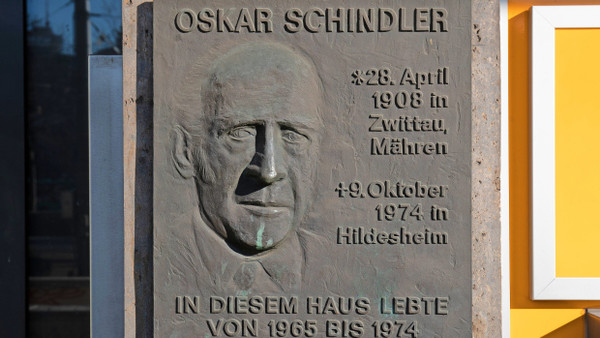 OSKAR SCHINDLER
*28. April
1908 in
Zwittau,
Mähren
+9. Oktober
1974 in
Hildesheim
IN DIESEM HAUS LEBTE
VON 1965 BIS 1974